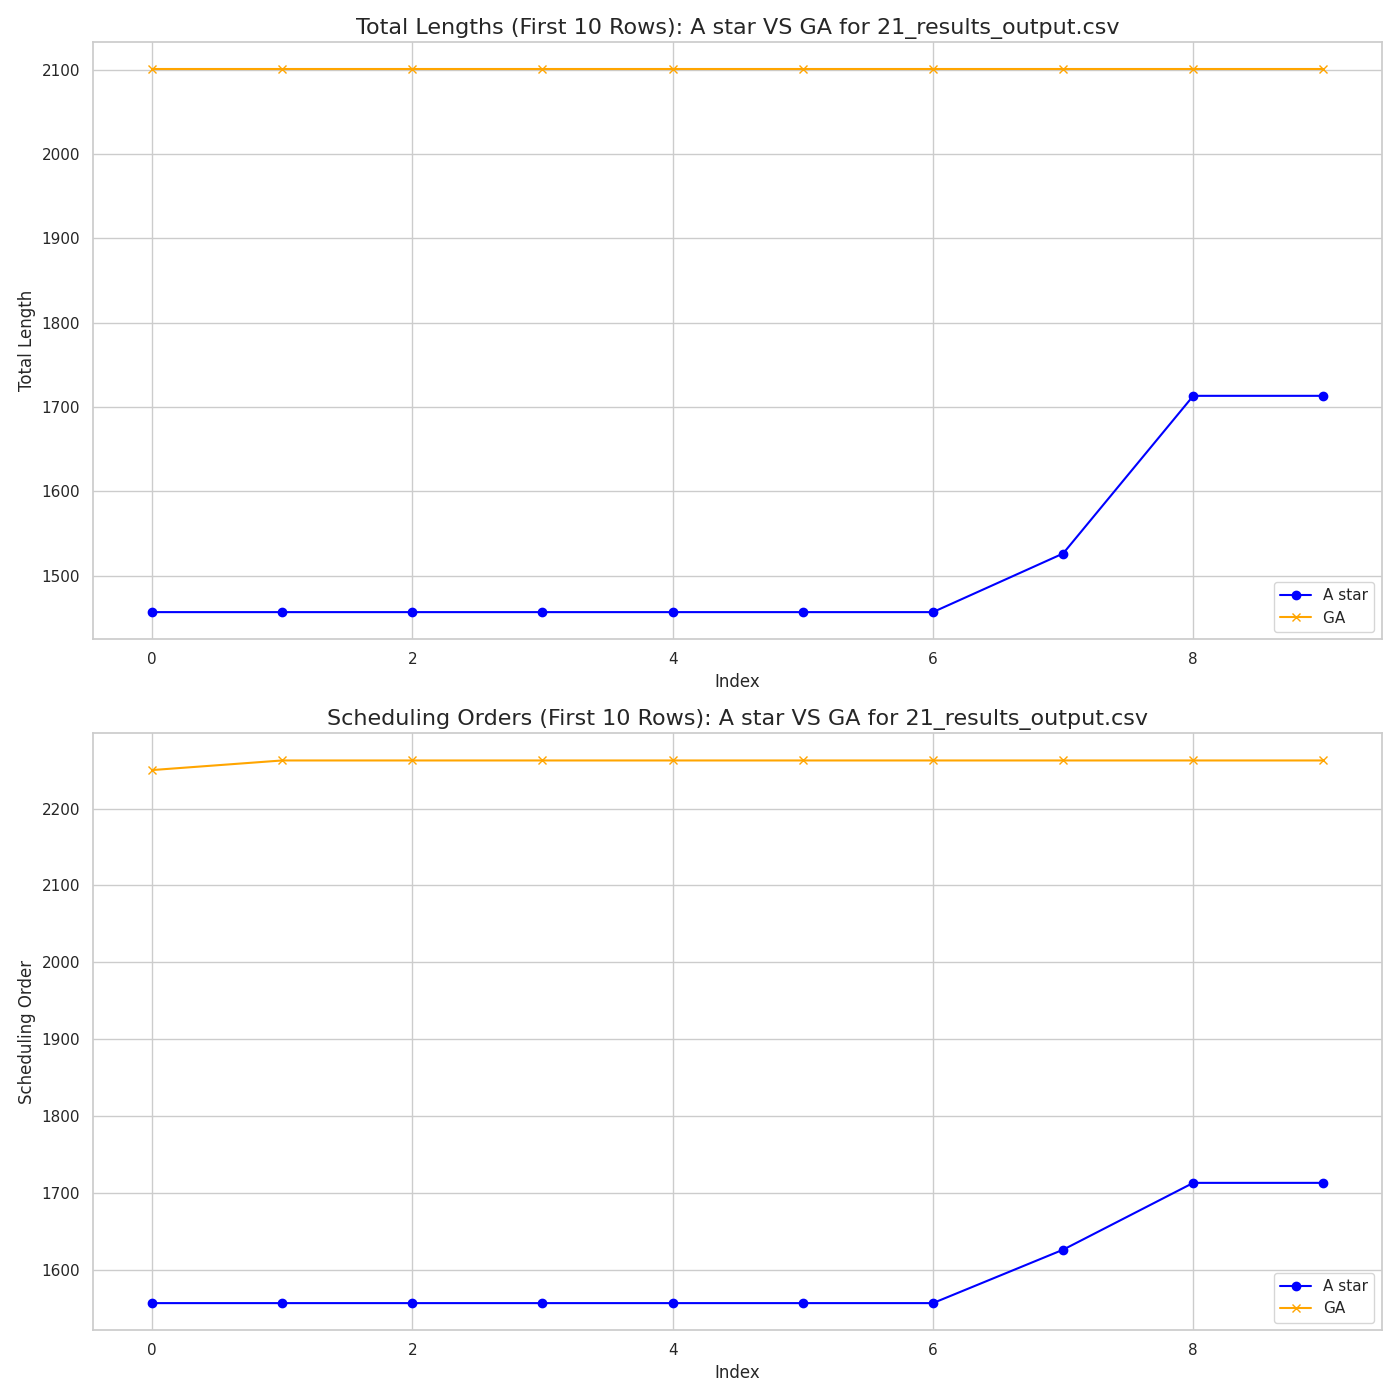 Total Lengths (First 10 Rows): A star VS GA for 21_results_output.csv
2100
2000
1900
1800
1700
1600
1500
Total Length
A star
GA
0 2 4 6 8
Index
Scheduling Orders (First 10 Rows): A star VS GA for 21_results_output.csv
2200
2100
2000
1900
1800
1700
1600
Scheduling Order
A star
GA
0 2 4 6 8
Index